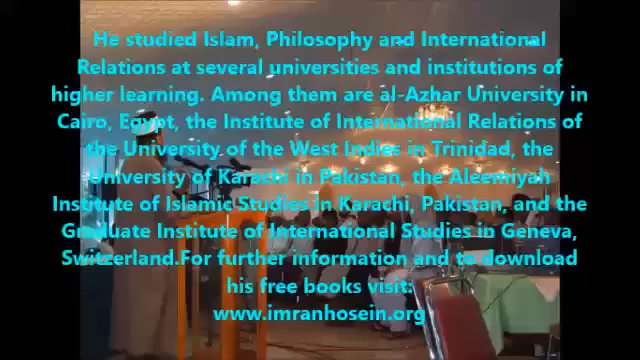 He studied Islam, Philosophy and International
Relations at several universities and institutions of
higher learning. Among them are al-Azhar University in
Cairo, Egypt, the Institute of International Relations of
the University of the West Indies in Trinidad, the
University of Karachi in Pakistan, the Aleemiyah
Institute of Islamic Studies in Karachi, Pakistan, and the
Graduate Institute of International Studies in Geneva,
Switzerland.For further information and to download
his free books visit:
www.imranhosein.org